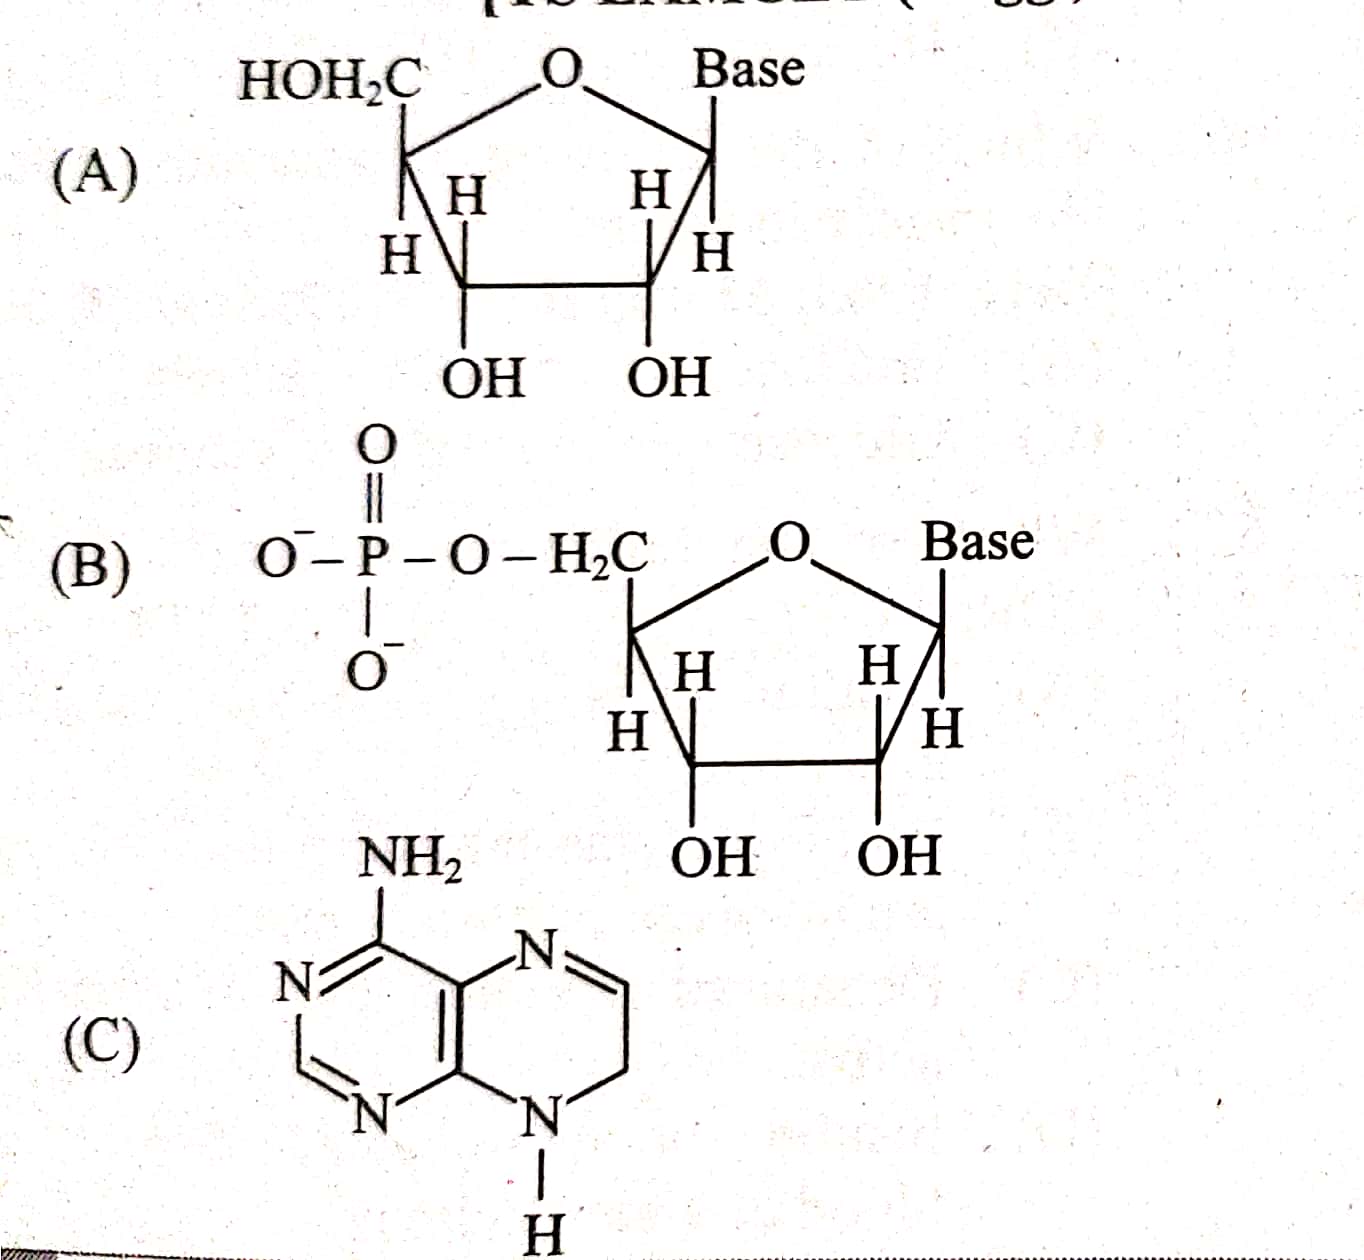 HOH₂C O Base
(A)
H H
H H
OH OH
O
(B) O⁻ – P – O – H₂C O Base
O⁻
H H
H H
OH OH
NH₂
N N
(C)
N N
H